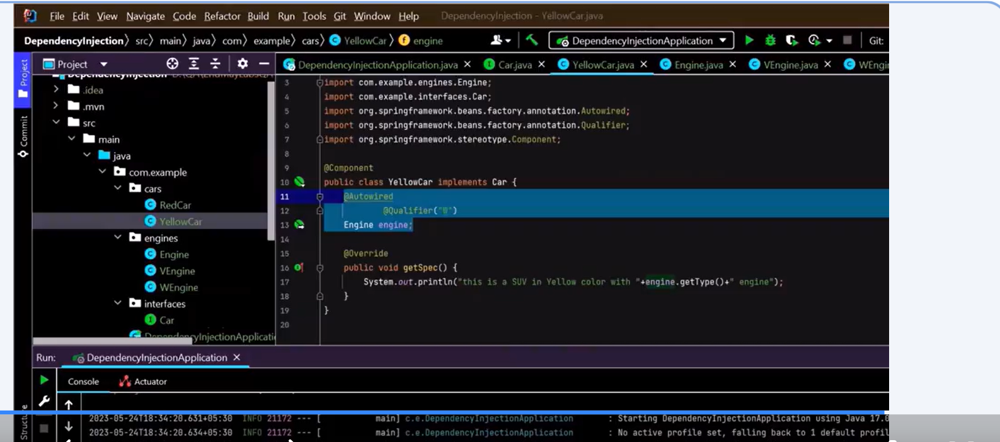 File Edit View Navigate Code Refactor Build Run Tools Git Window Help DependencyInjection - YellowCar.java
DependencyInjection〉 src〉 main〉 java〉 com〉 example〉 cars〉 YellowCar〉 engine DependencyInjectionApplication Git:
Project
Commit
Structure
Project
DependencyInjection
.idea
.mvn
src
main
java
com.example
cars
RedCar
YellowCar
engines
Engine
VEngine
WEngine
interfaces
Car
DependencyInjectionApplicati
DependencyInjectionApplication.java × Car.java × YellowCar.java × Engine.java × VEngine.java × WEngi
3 import com.example.engines.Engine;
4 import com.example.interfaces.Car;
5 import org.springframework.beans.factory.annotation.Autowired;
6 import org.springframework.beans.factory.annotation.Qualifier;
7 import org.springframework.stereotype.Component;
8
9 @Component
10 public class YellowCar implements Car {
11 @Autowired
12 @Qualifier("W")
13 Engine engine;
14
15 @Override
16 public void getSpec() {
17 System.out.println("this is a SUV in Yellow color with "+engine.getType()+" engine");
18 }
19 }
20
Run: DependencyInjectionApplication ×
Console Actuator
2023-05-24T18:34:20.631+05:30 INFO 21172 --- [ main] c.e.DependencyInjectionApplication : Starting DependencyInjectionApplication using Java 17.0
2023-05-24T18:34:20.634+05:30 INFO 21172 --- [ main] c.e.DependencyInjectionApplication : No active profile set, falling back to 1 default profil